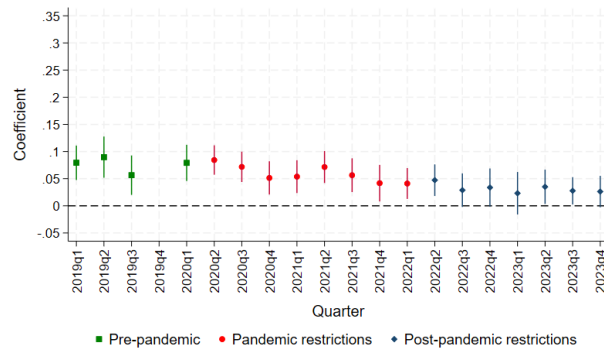 .35
.3
.25
.2
.15
.1
.05
0
-.05
Coefficient
2019q1
2019q2
2019q3
2019q4
2020q1
2020q2
2020q3
2020q4
2021q1
2021q2
2021q3
2021q4
2022q1
2022q2
2022q3
2022q4
2023q1
2023q2
2023q3
2023q4
Quarter
Pre-pandemic Pandemic restrictions Post-pandemic restrictions